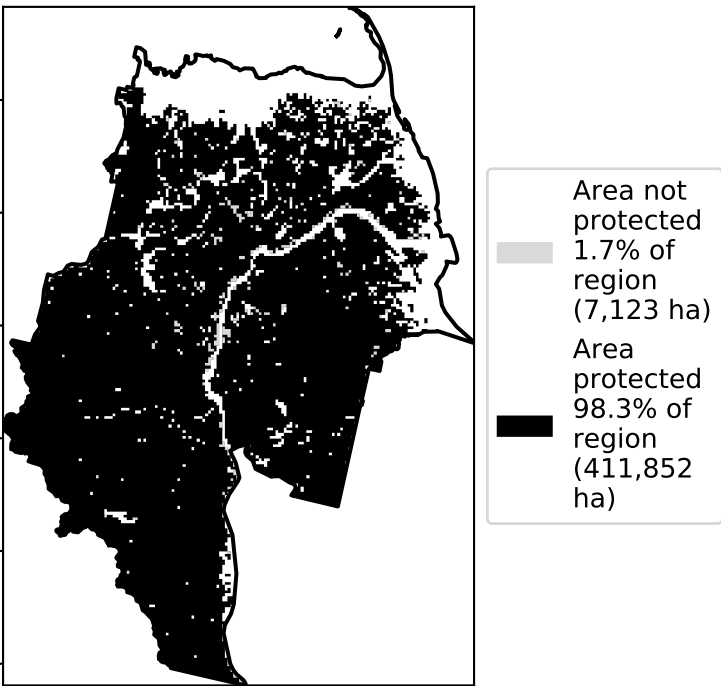 Area not
protected
1.7% of
region
(7,123 ha)
Area
protected
98.3% of
region
(411,852
ha)